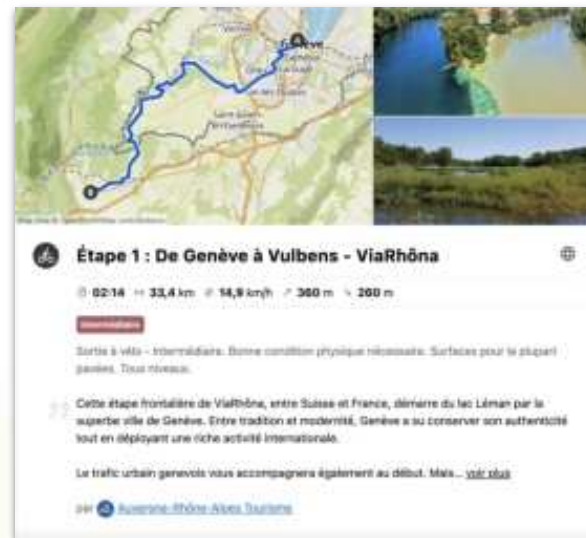 Genève
Étape 1 : De Genève à Vulbens - ViaRhôna
02:14 33,4 km 14,9 km/h 360 m 260 m
Intermédiaire
Sortie à vélo - Intermédiaire. Bonne condition physique nécessaire. Surfaces pour la plupart
pavées. Tous niveaux.
Cette étape frontalière de ViaRhôna, entre Suisse et France, démarre du lac Léman par la
superbe ville de Genève. Entre tradition et modernité, Genève a su conserver son authenticité
tout en déployant une riche activité internationale.
Le trafic urbain genevois vous accompagnera également au début. Mais... voir plus
par Auvergne-Rhône-Alpes Tourisme